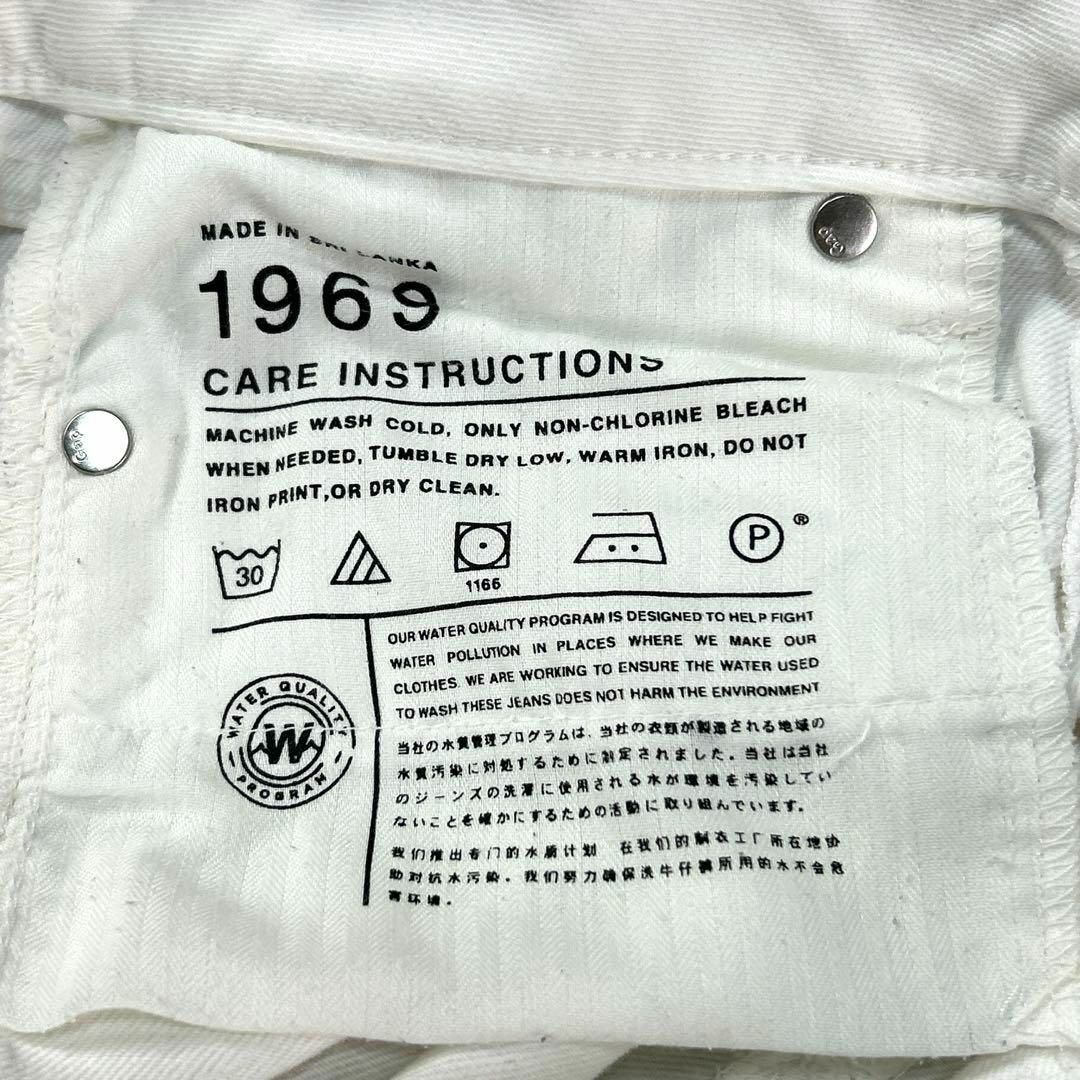 MADE IN SRI LANKA
1969
CARE INSTRUCTIONS
MACHINE WASH COLD, ONLY NON-CHLORINE BLEACH
WHEN NEEDED, TUMBLE DRY LOW, WARM IRON, DO NOT
IRON PRINT,OR DRY CLEAN.
30
1166
P
®
OUR WATER QUALITY PROGRAM IS DESIGNED TO HELP FIGHT
WATER POLLUTION IN PLACES WHERE WE MAKE OUR
CLOTHES. WE ARE WORKING TO ENSURE THE WATER USED
TO WASH THESE JEANS DOES NOT HARM THE ENVIRONMENT
WATER QUALITY
W
PROGRAM
当社の水質管理プログラムは、当社の衣類が製造される地域の
水質汚染に対処するために制定されました。当社は当社
のジーンズの洗濯に使用される水が環境を汚染してい
ないことを確かにするための活動に取り組んでいます。
我们推出专门的水质计划 在我们的制衣工厂所在地协
助对抗水污染。我们努力确保洗牛仔裤所用的水不会危
害环境。
Gap
Gap